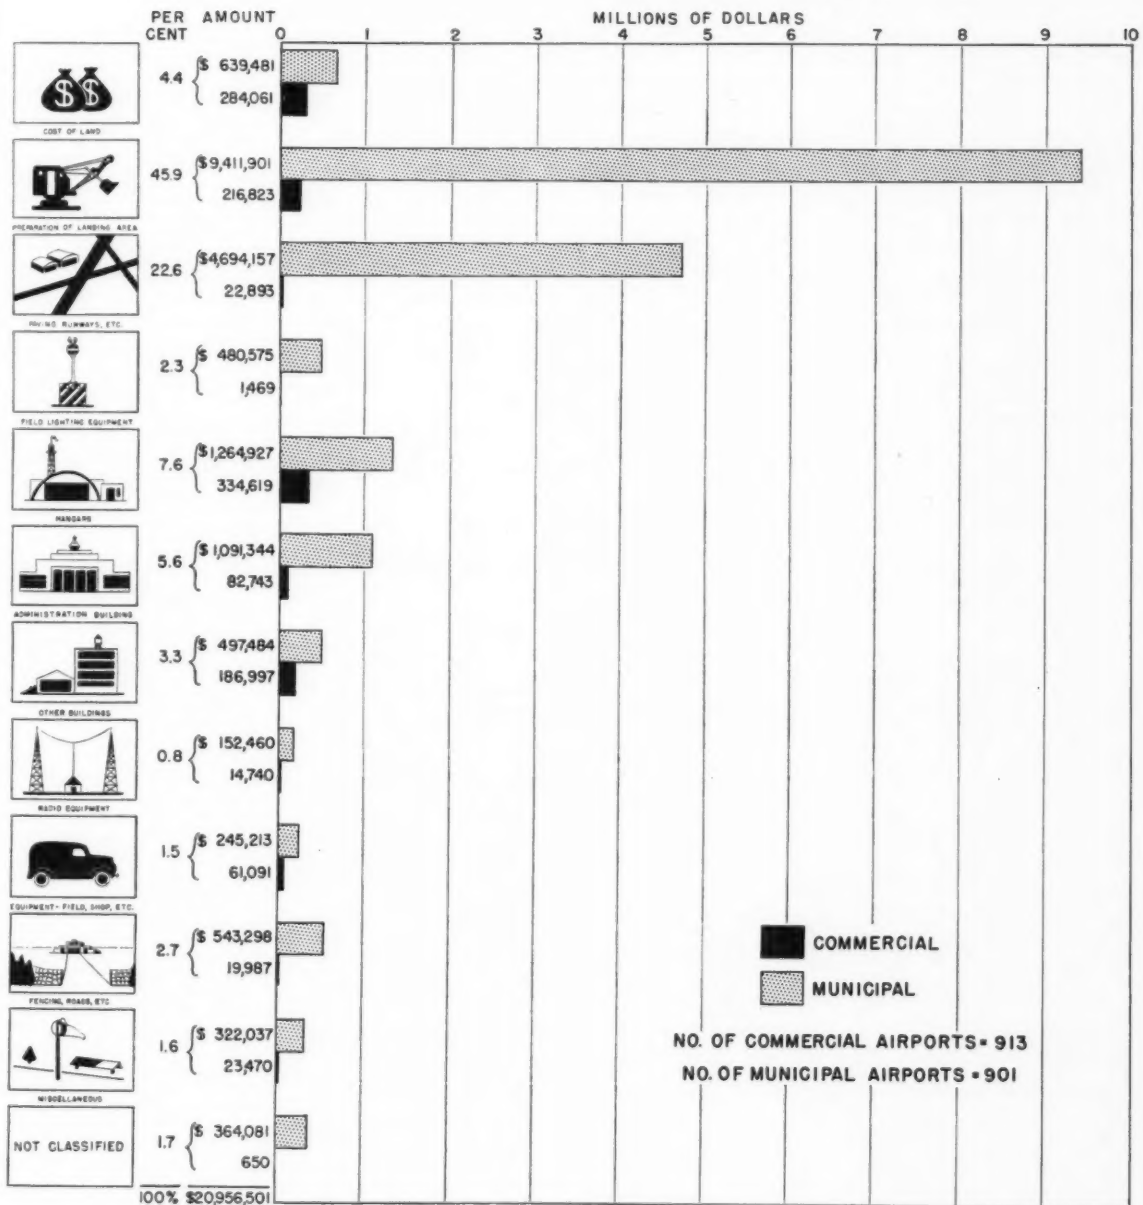 PER CENT AMOUNT MILLIONS OF DOLLARS
0 1 2 3 4 5 6 7 8 9 10
$ $
4.4 $ 639,481
284,061
COST OF LAND
45.9 $9,411,901
216,823
PREPARATION OF LANDING AREA
22.6 $4,694,157
22,893
PAVING, RUNWAYS, ETC.
2.3 $ 480,575
1,469
FIELD LIGHTING EQUIPMENT
7.6 $1,264,927
334,619
HANGARS
5.6 $1,091,344
82,743
ADMINISTRATION BUILDING
3.3 $ 497,484
186,997
OTHER BUILDINGS
0.8 $ 152,460
14,740
RADIO EQUIPMENT
1.5 $ 245,213
61,091
EQUIPMENT - FIELD, SHOP, ETC.
2.7 $ 543,298
19,987
FENCING, ROADS, ETC
1.6 $ 322,037
23,470
MISCELLANEOUS
NOT CLASSIFIED 1.7 $ 364,081
650
100% $20,956,501
COMMERCIAL
MUNICIPAL
NO. OF COMMERCIAL AIRPORTS = 913
NO. OF MUNICIPAL AIRPORTS = 901